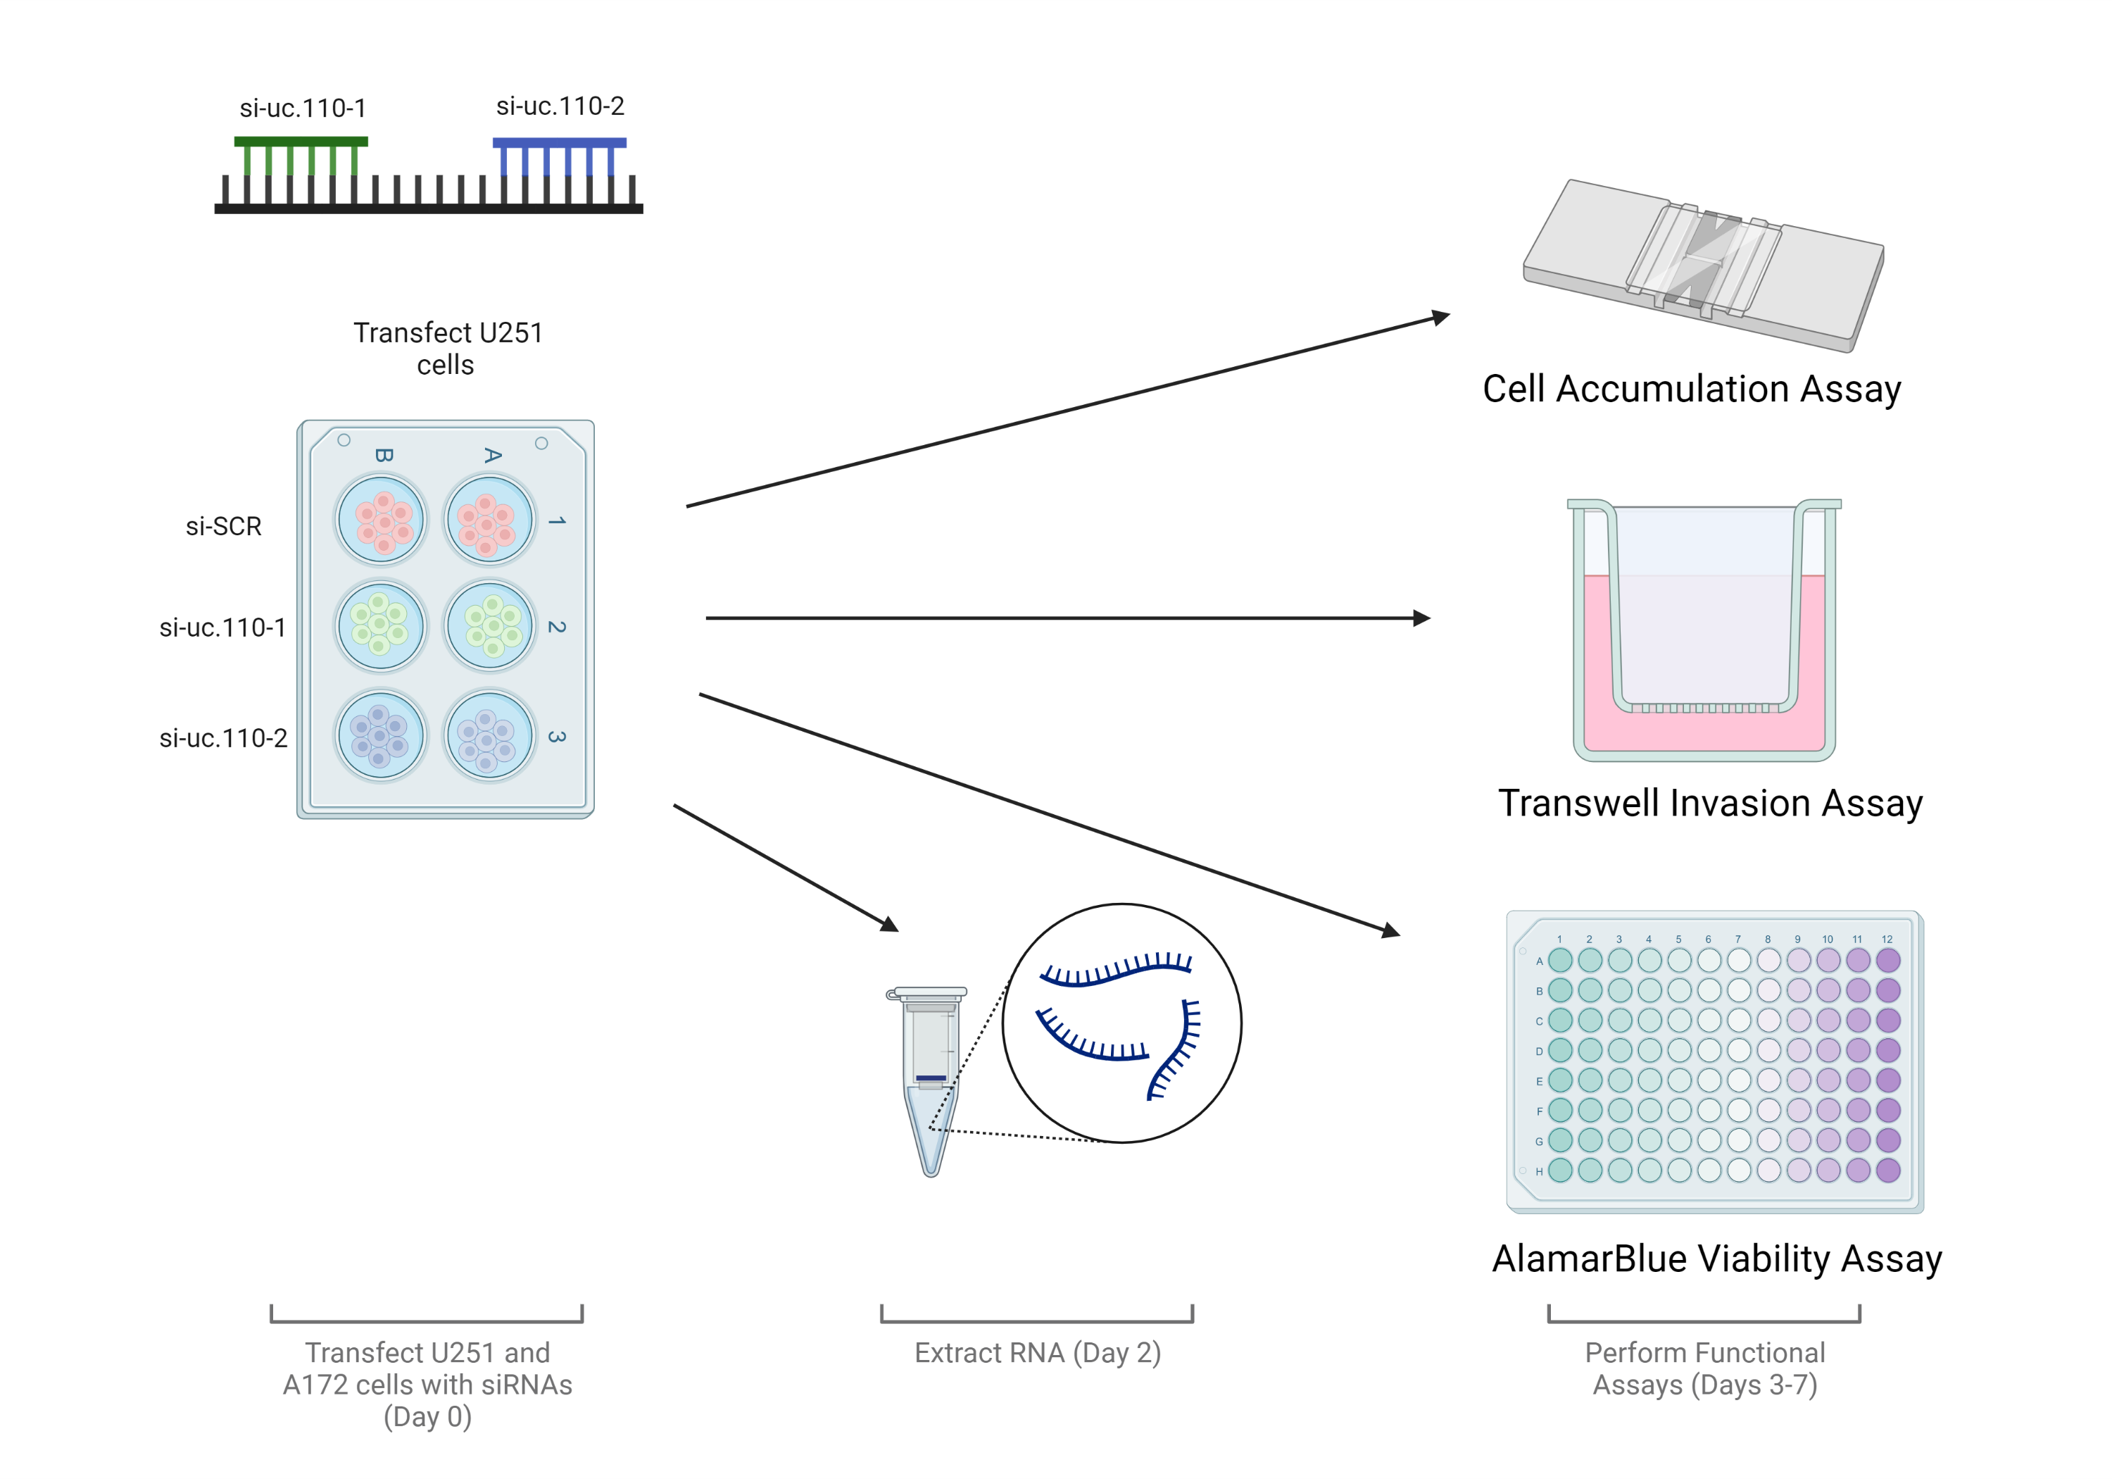 si-uc.110-1
si-uc.110-2
Transfect U251
cells
B
A
si-SCR
1
si-uc.110-1
2
si-uc.110-2
3
Cell Accumulation Assay
Transwell Invasion Assay
1 2 3 4 5 6 7 8 9 10 11 12
A
B
C
D
E
F
G
H
AlamarBlue Viability Assay
Transfect U251 and
A172 cells with siRNAs
(Day 0)
Extract RNA (Day 2)
Perform Functional
Assays (Days 3-7)